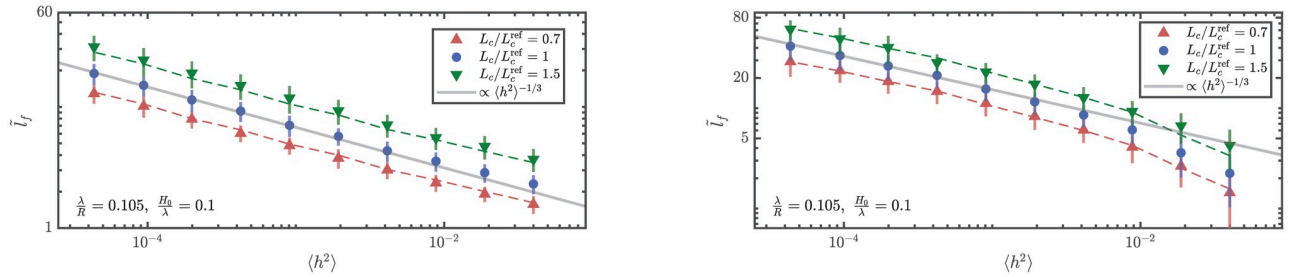 60
1
l̃_f
10⁻⁴
10⁻²
⟨h²⟩
L_c/L_c^ref = 0.7
L_c/L_c^ref = 1
L_c/L_c^ref = 1.5
∝ ⟨h²⟩^−1/3
λ/R = 0.105, H_0/λ = 0.1
80
20
5
l̃_f
10⁻⁴
10⁻²
⟨h²⟩
L_c/L_c^ref = 0.7
L_c/L_c^ref = 1
L_c/L_c^ref = 1.5
∝ ⟨h²⟩^−1/3
λ/R = 0.105, H_0/λ = 0.1